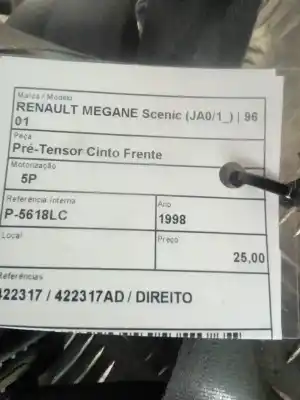 Marca / Modelo
RENAULT MEGANE Scenic (JA0/1_) | 96
01
Peça
Pré-Tensor Cinto Frente
Motorização
5P
Referência Interna
P-5618LC
Ano
1998
Local
Preço
25,00
Referências
422317 / 422317AD / DIREITO